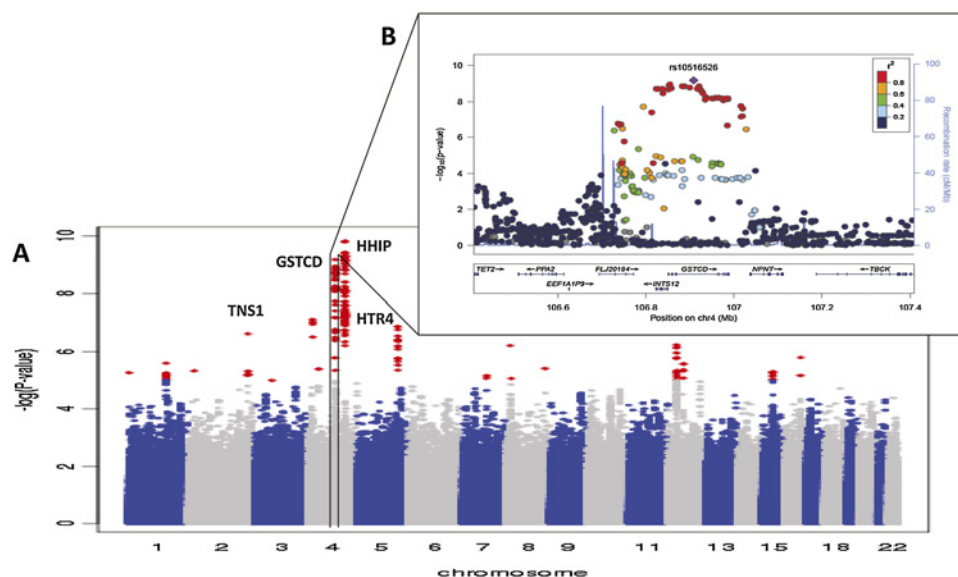 B
rs10516526
r²
0.8
0.6
0.4
0.2
10
8
6
4
2
0
−log₁₀(p-value)
100
80
60
40
20
0
Recombination rate (cM/Mb)
TET2→ ←PPA2 FLJ20184→ GSTCD→ NPNT→ ←TBCK
EEF1A1P9→ ←INTS12
106.6 106.8 107 107.2 107.4
Position on chr4 (Mb)
A
HHIP
GSTCD
TNS1
HTR4
10
8
6
4
2
0
-log(P-value)
1 2 3 4 5 6 7 8 9 11 13 15 18 22
chromosome